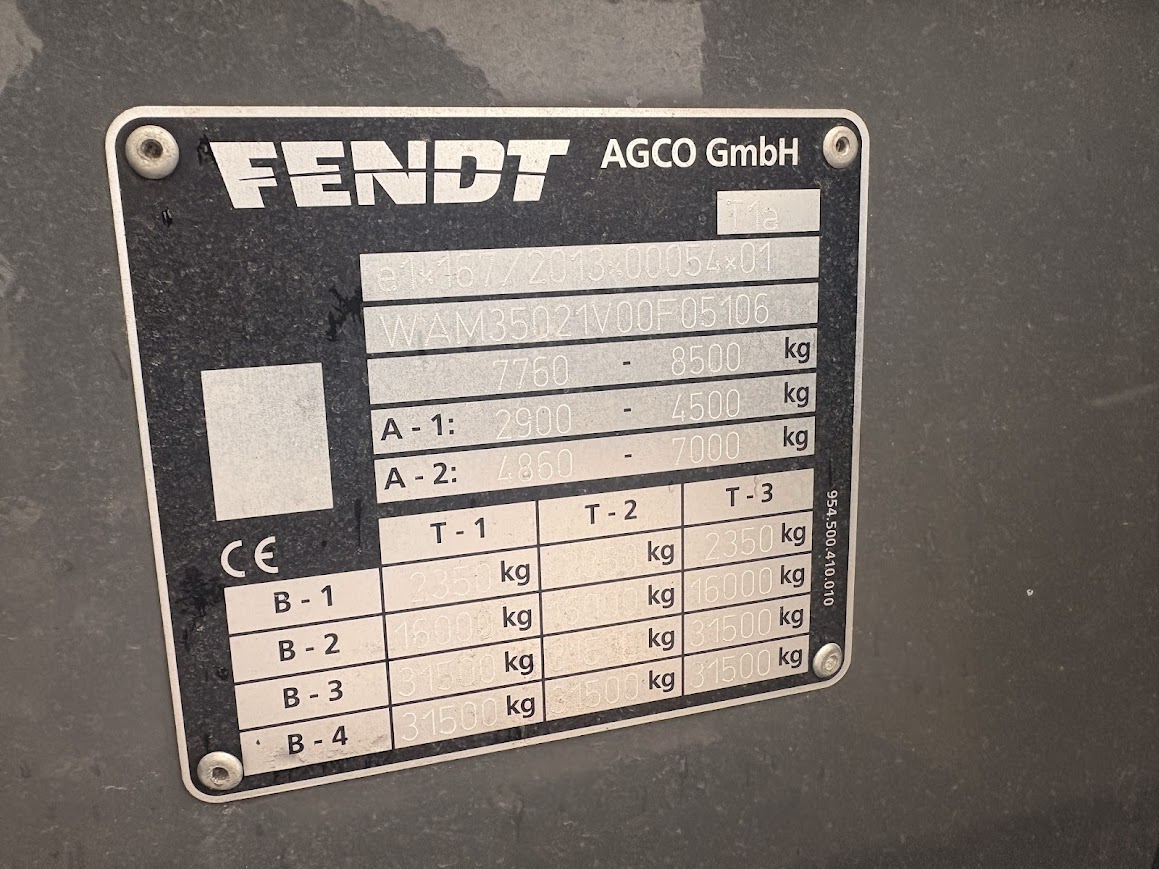 FENDT AGCO GmbH
T1a
e1*167/2013*00054*01
WAM35021V00F05106
7760 - 8500 kg
A - 1: 2900 - 4500 kg
A - 2: 4860 - 7000 kg
T - 1 T - 2 T - 3
CE
B - 1 2350 kg kg 2350 kg
B - 2 16000 kg kg 16000 kg
B - 3 31500 kg kg 31500 kg
B - 4 31500 kg 31500 kg 31500 kg
954.500.410.010